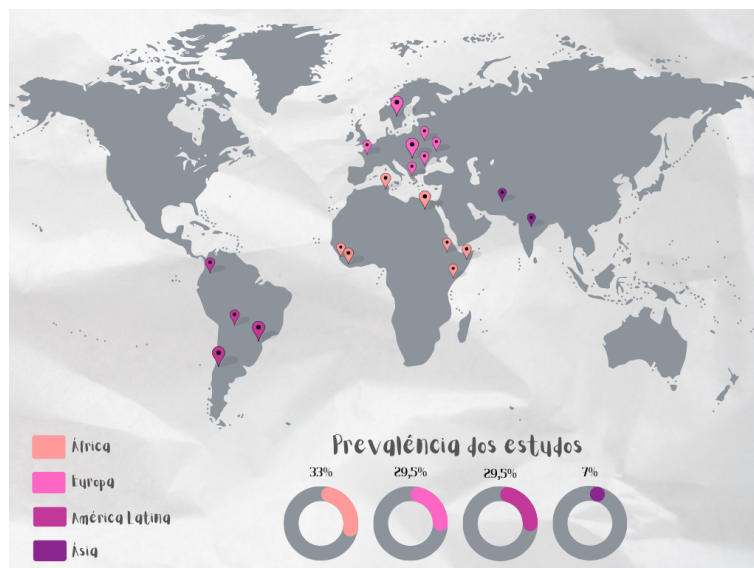 Prevalência dos estudos
África
Europa
América Latina
Ásia
33%
29,5%
29,5%
7%